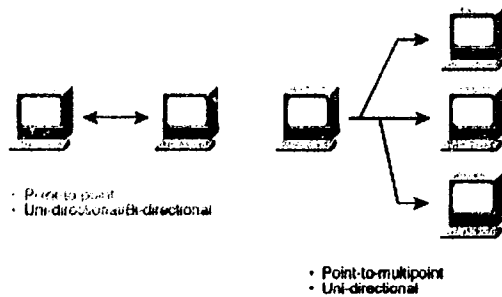 • Point-to-point
• Uni-directional/Bi-directional
• Point-to-multipoint
• Uni-directional